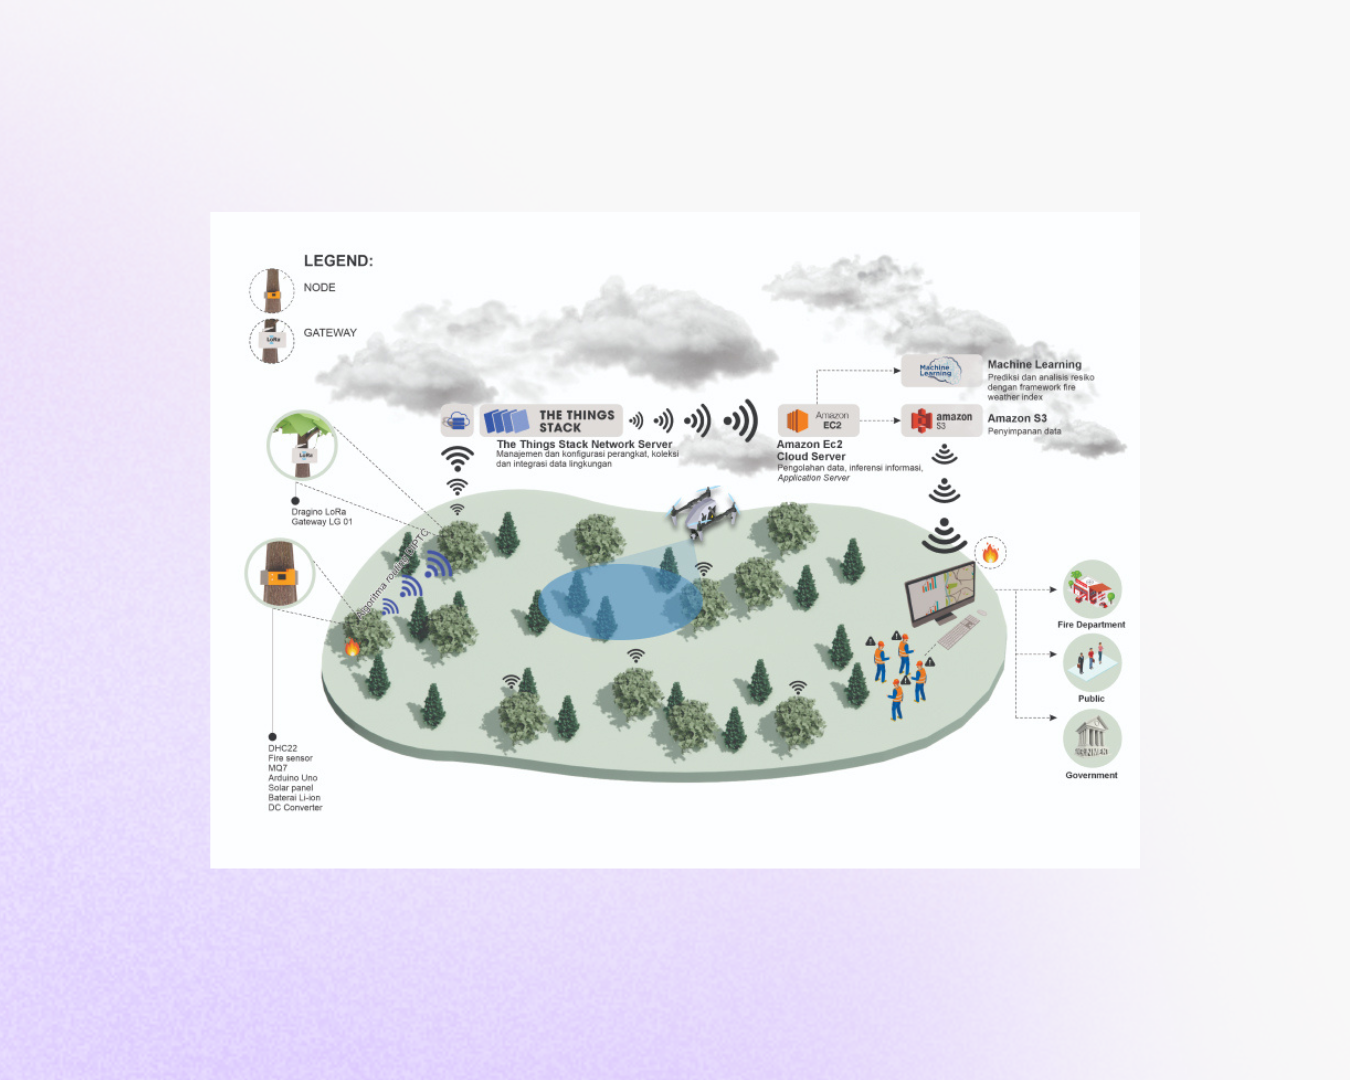 LEGEND:
NODE
LoRa
GATEWAY
LoRa
Dragino LoRa
Gateway LG 01
DHC22
Fire sensor
MQ7
Arduino Uno
Solar panel
Baterai Li-ion
DC Converter
THE THINGS
STACK
The Things Stack Network Server
Manajemen dan konfigurasi perangkat, koleksi
dan integrasi data lingkungan
Amazon
EC2
Amazon Ec2
Cloud Server
Pengolahan data, inferensi informasi,
Application Server
Machine
Learning
Machine Learning
Prediksi dan analisis resiko
dengan framework fire
weather index
amazon
S3
Amazon S3
Penyimpanan data
Algoritma routing
Fire Department
Public
Government